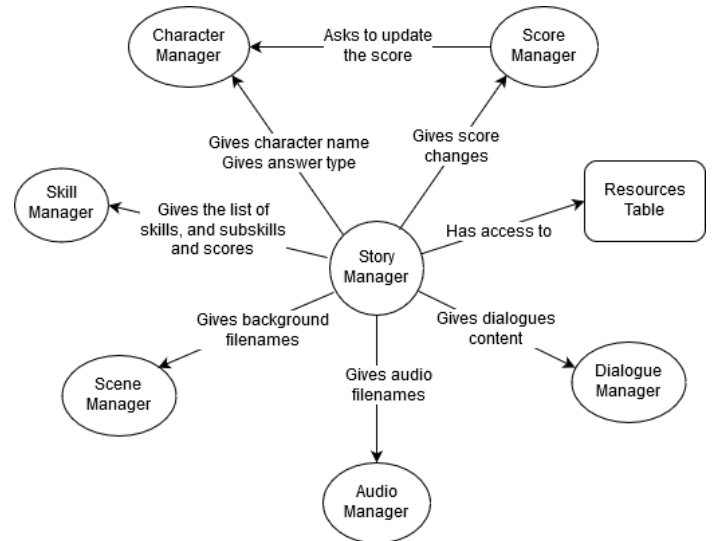 Character
Manager
Asks to update
the score
Score
Manager
Gives character name
Gives answer type
Gives score
changes
Skill
Manager
Gives the list of
skills, and subskills
and scores
Resources
Table
Has access to
Story
Manager
Gives background
filenames
Gives dialogues
content
Gives audio
filenames
Scene
Manager
Dialogue
Manager
Audio
Manager